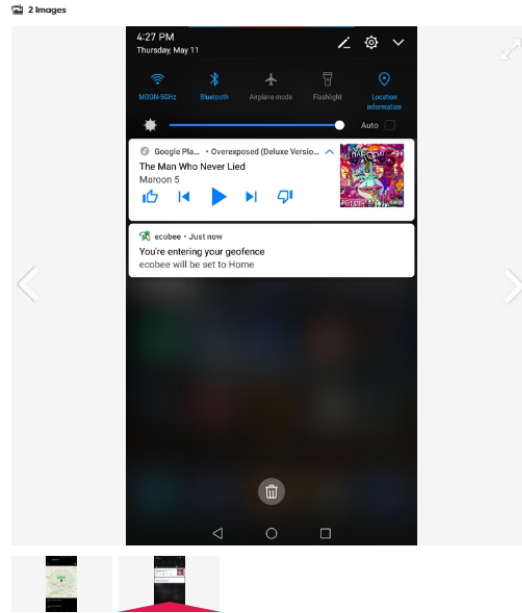 2 Images
4:27 PM
Thursday, May 11
MOON-5GHz
Bluetooth
Airplane mode
Flashlight
Location
information
Auto
Google Pla... • Overexposed (Deluxe Versio...
The Man Who Never Lied
Maroon 5
ecobee • Just now
You're entering your geofence
ecobee will be set to Home